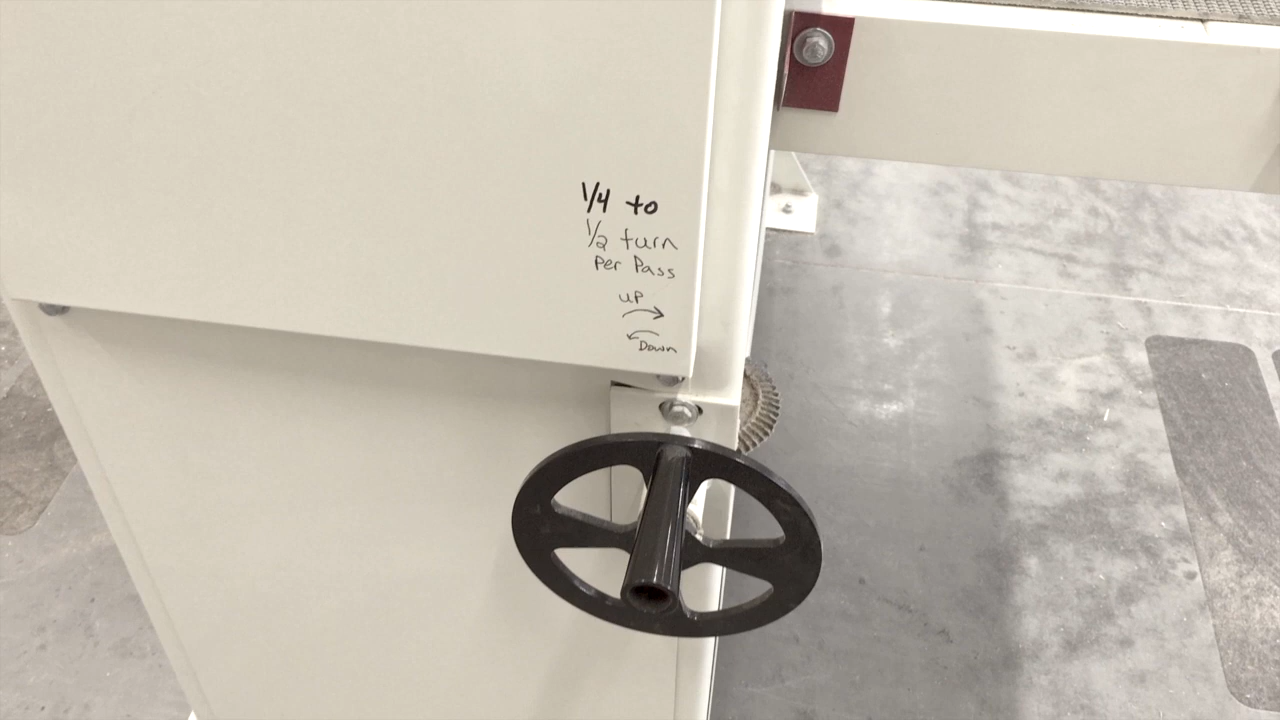 1/4 to
1/2 turn
Per Pass
UP
Down